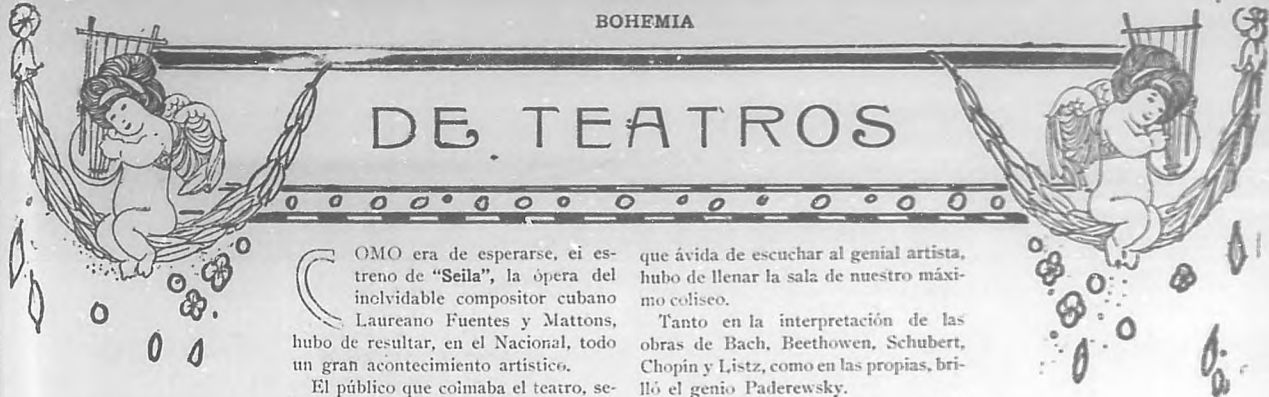 BOHEMIA
DE TEATROS
COMO era de esperarse, ei es-
treno de "Seila", la ópera del
inolvidable compositor cubano
Laureano Fuentes y Mattons,
hubo de resultar, en el Nacional, todo
un gran acontecimiento artístico.
El público que colmaba el teatro, se-
que ávida de escuchar al genial artista,
hubo de llenar la sala de nuestro máxi-
mo coliseo.
Tanto en la interpretación de las
obras de Bach, Beethowen, Schubert,
Chopin y Listz, como en las propias, bri-
lló el genio Paderewsky.